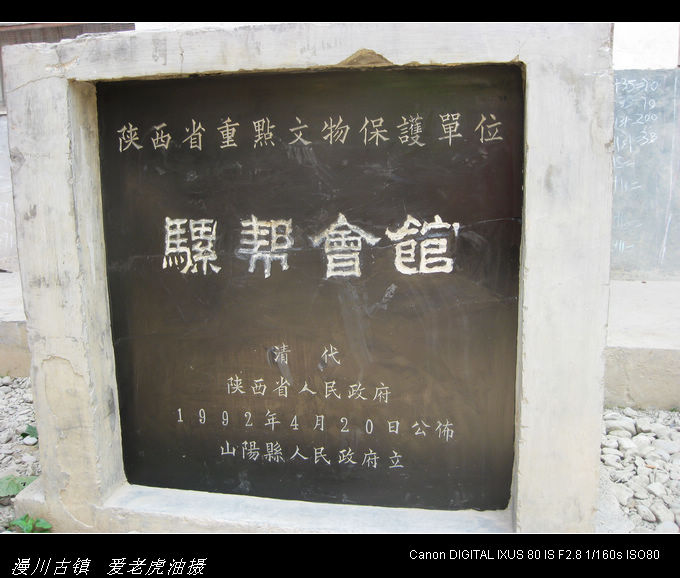 陕西省重點文物保護單位
騾帮會館
清 代
陕西省人民政府
1992年4月20日公佈
山陽縣人民政府立
漫川古镇 爱老虎油摄
Canon DIGITAL IXUS 80 IS F2.8 1/160s ISO80